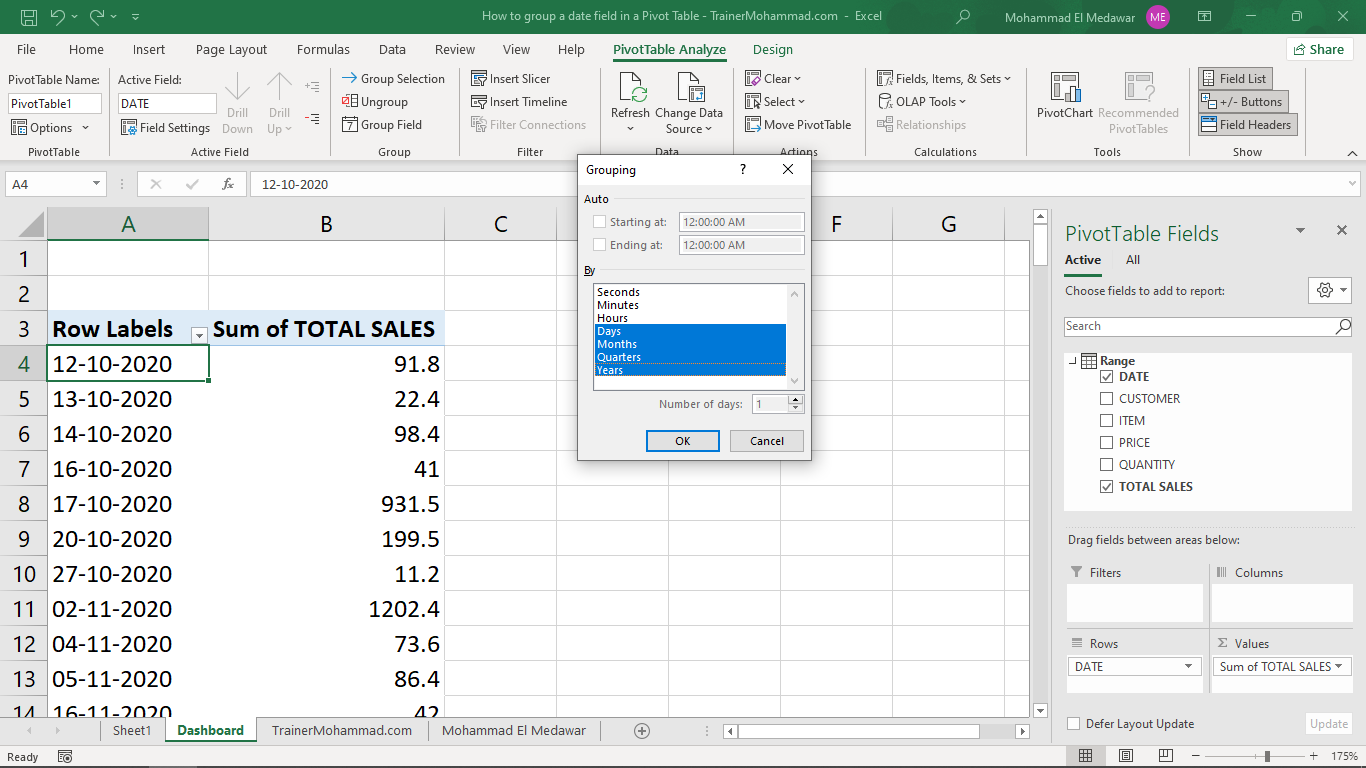 How to group a date field in a Pivot Table - TrainerMohammad.com - Excel
Mohammad El Medawar ME
File Home Insert Page Layout Formulas Data Review View Help PivotTable Analyze Design Share
PivotTable Name:
PivotTable1
Options
PivotTable
Active Field:
DATE
Field Settings
Drill Down
Drill Up
Active Field
Group Selection
Ungroup
Group Field
Group
Insert Slicer
Insert Timeline
Filter Connections
Filter
Refresh
Change Data Source
Data
Clear
Select
Move PivotTable
Actions
Fields, Items, & Sets
OLAP Tools
Relationships
Calculations
PivotChart
Recommended PivotTables
Tools
Field List
+/- Buttons
Field Headers
Show
A4
fx
12-10-2020
A B C F G
1
2
3 Row Labels Sum of TOTAL SALES
4 12-10-2020 91.8
5 13-10-2020 22.4
6 14-10-2020 98.4
7 16-10-2020 41
8 17-10-2020 931.5
9 20-10-2020 199.5
10 27-10-2020 11.2
11 02-11-2020 1202.4
12 04-11-2020 73.6
13 05-11-2020 86.4
14 16-11-2020 42
Grouping
?
Auto
Starting at: 12:00:00 AM
Ending at: 12:00:00 AM
By
Seconds
Minutes
Hours
Days
Months
Quarters
Years
Number of days: 1
OK Cancel
PivotTable Fields
Active All
Choose fields to add to report:
Search
Range
DATE
CUSTOMER
ITEM
PRICE
QUANTITY
TOTAL SALES
Drag fields between areas below:
Filters
Columns
Rows
Σ Values
DATE
Sum of TOTAL SALES
Defer Layout Update
Update
Sheet1 Dashboard TrainerMohammad.com Mohammad El Medawar
Ready
175%